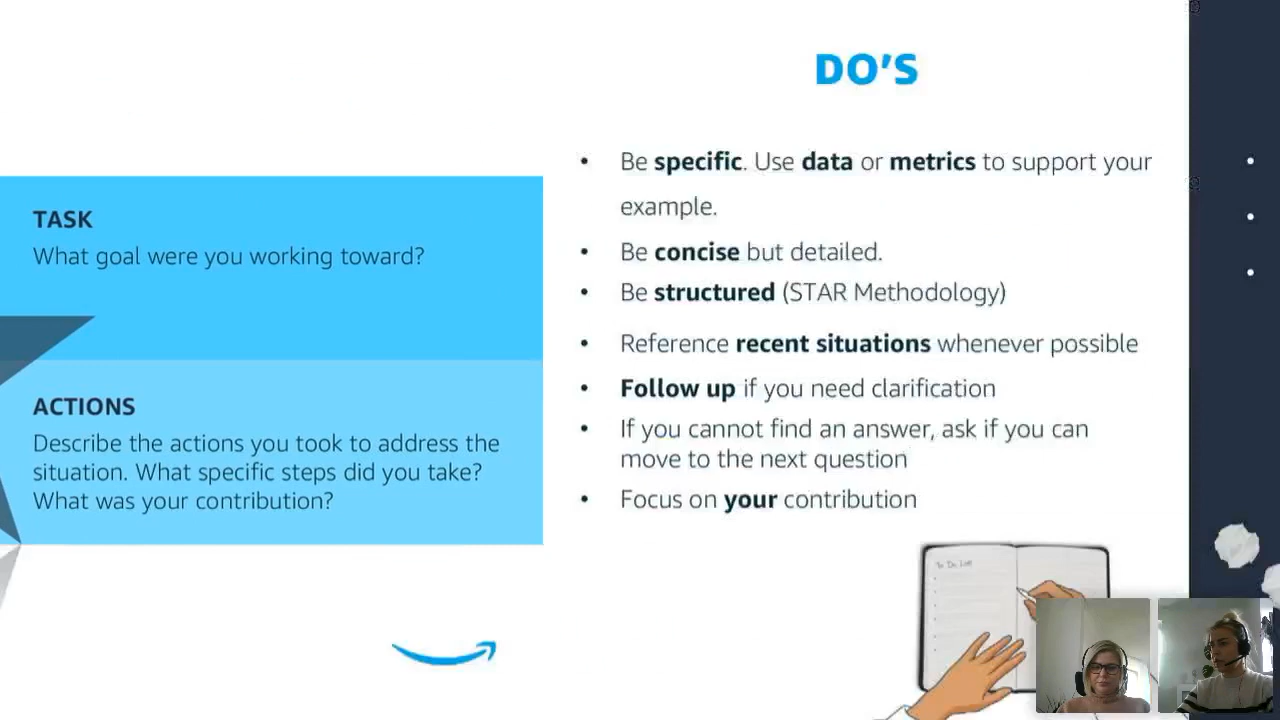 TASK
What goal were you working toward?
ACTIONS
Describe the actions you took to address the
situation. What specific steps did you take?
What was your contribution?
DO’S
• Be specific. Use data or metrics to support your
example.
• Be concise but detailed.
• Be structured (STAR Methodology)
• Reference recent situations whenever possible
• Follow up if you need clarification
• If you cannot find an answer, ask if you can
move to the next question
• Focus on your contribution
To Do List